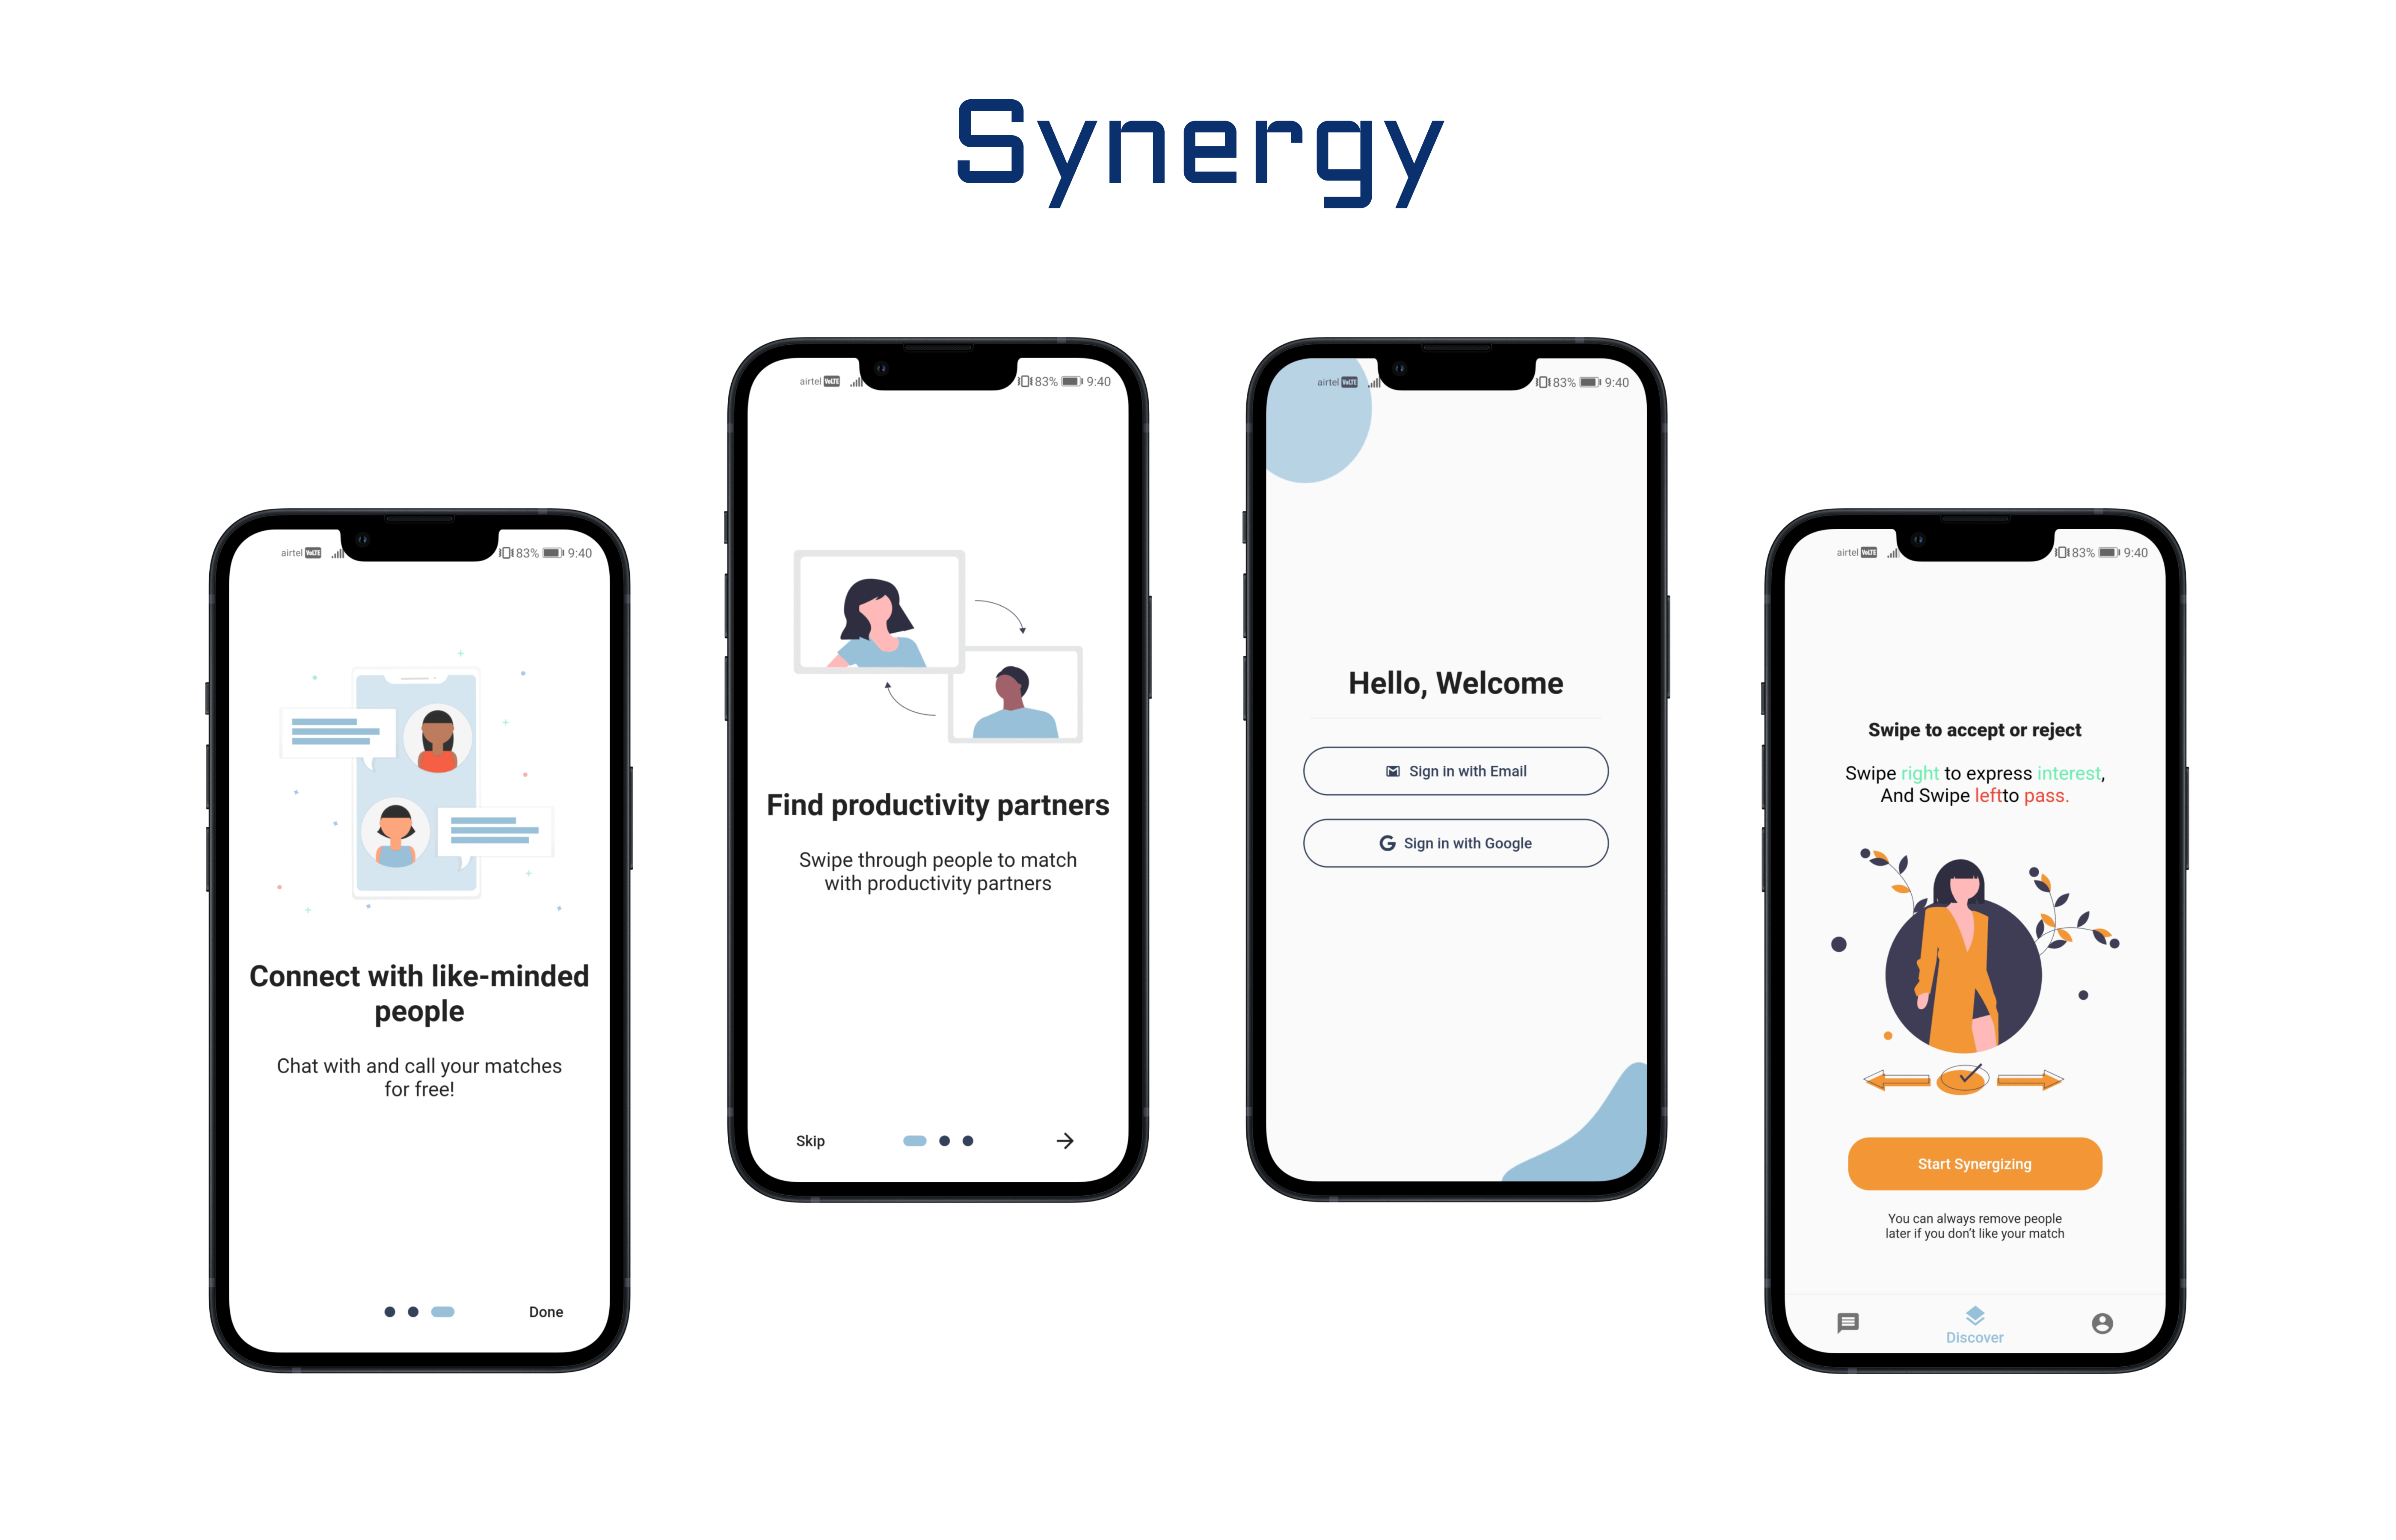 Synergy
airtel VoLTE 83% 9:40
Connect with like-minded
people
Chat with and call your matches
for free!
Done
airtel VoLTE 83% 9:40
Find productivity partners
Swipe through people to match
with productivity partners
Skip
airtel VoLTE 83% 9:40
Hello, Welcome
Sign in with Email
G Sign in with Google
airtel VoLTE 83% 9:40
Swipe to accept or reject
Swipe right to express interest,
And Swipe leftto pass.
Start Synergizing
You can always remove people
later if you don't like your match
Discover